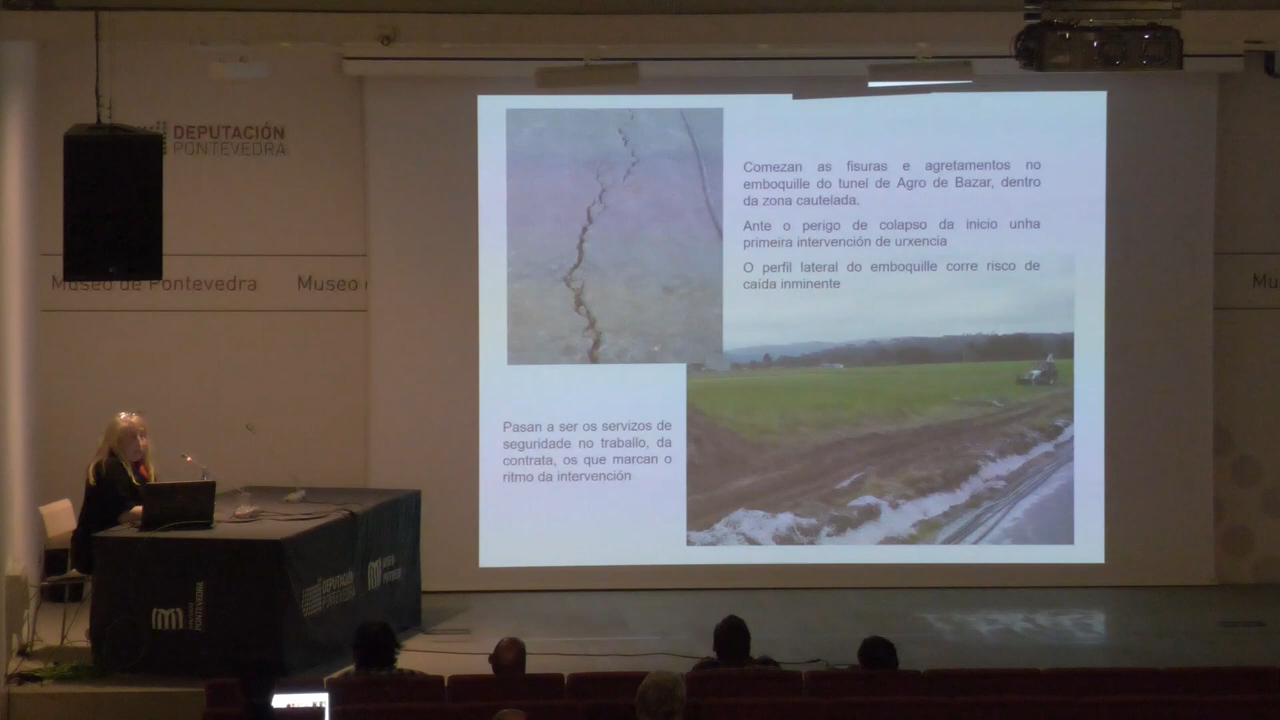 DEPUTACIÓN
PONTEVEDRA
Museo de Pontevedra
Museo
Mu
Comezan as fisuras e agretamentos no
emboquille do tunel de Agro de Bazar, dentro
da zona cautelada.
Ante o perigo de colapso da inicio unha
primeira intervención de urxencia
O perfil lateral do emboquille corre risco de
caída inminente
Pasan a ser os servizos de
seguridade no traballo, da
contrata, os que marcan o
ritmo da intervención
DEPUTACIÓN
PONTEVEDRA
PONTEVEDRA